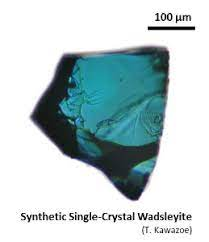 100 µm
Synthetic Single-Crystal Wadsleyite
(T. Kawazoe)